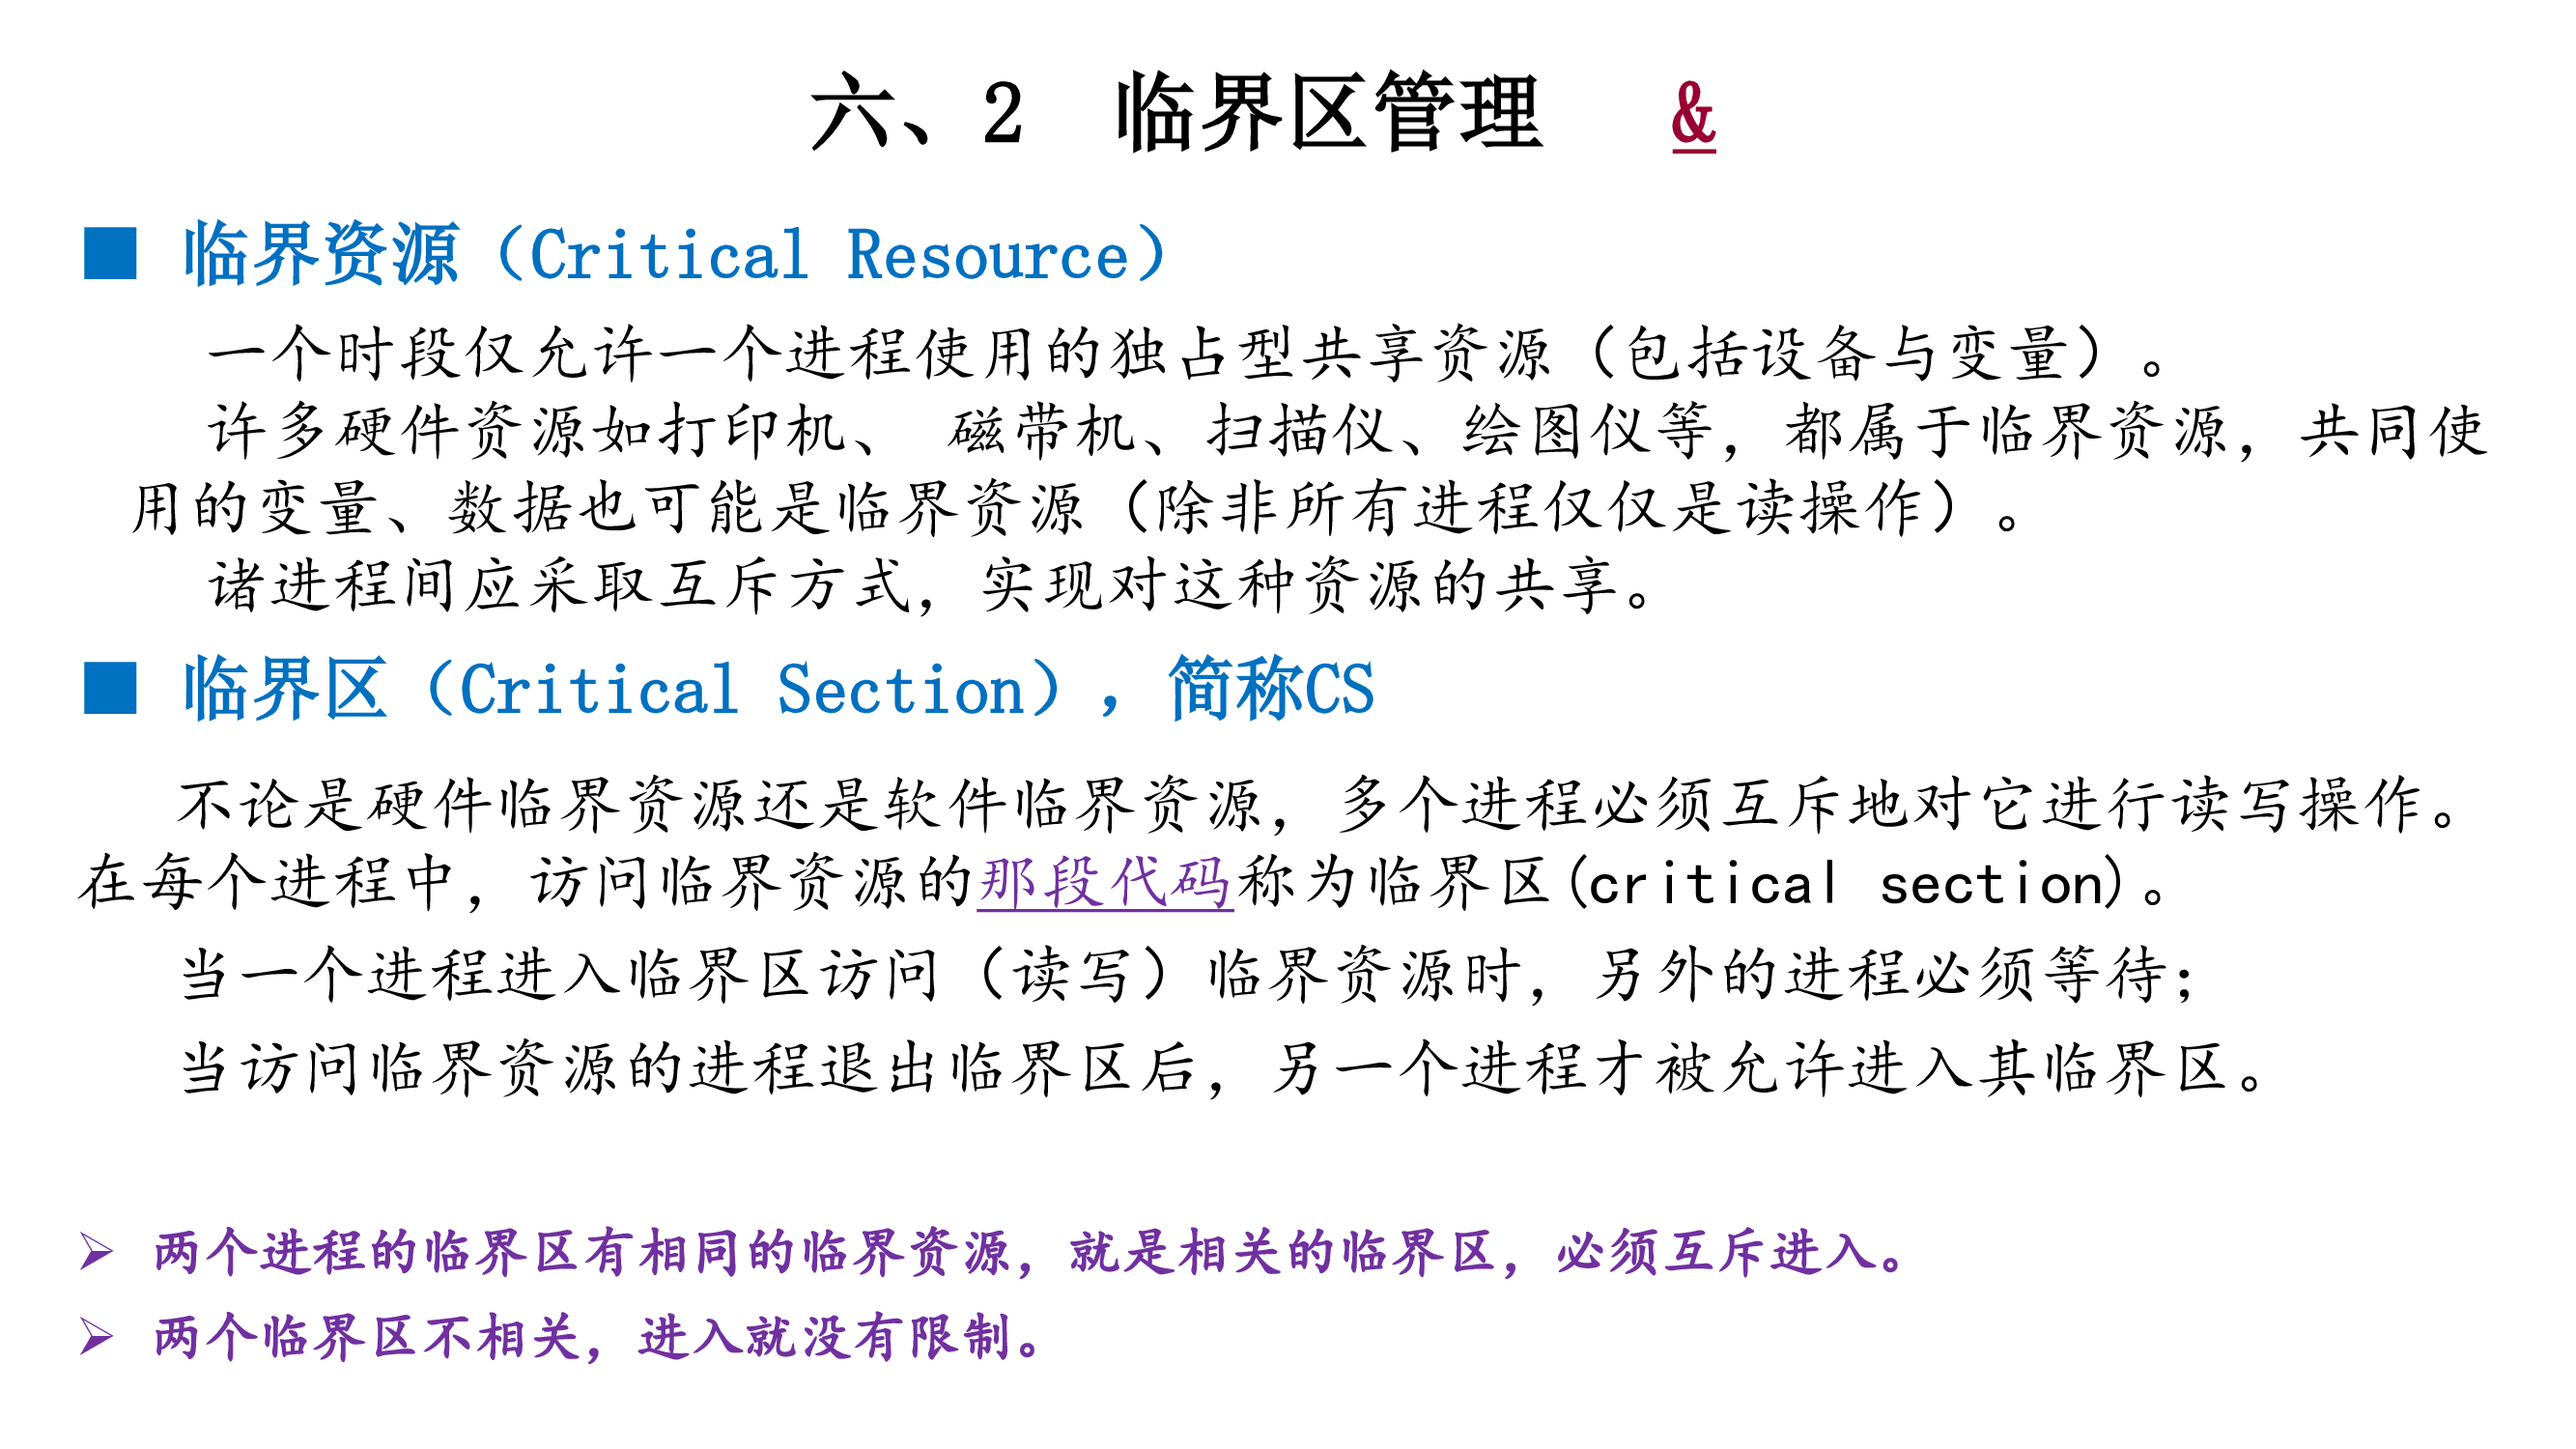 六、2 临界区管理 &
■ 临界资源（Critical Resource）
一个时段仅允许一个进程使用的独占型共享资源（包括设备与变量）。
许多硬件资源如打印机、 磁带机、扫描仪、绘图仪等，都属于临界资源，共同使
用的变量、数据也可能是临界资源（除非所有进程仅仅是读操作）。
诸进程间应采取互斥方式，实现对这种资源的共享。
■ 临界区（Critical Section），简称CS
不论是硬件临界资源还是软件临界资源，多个进程必须互斥地对它进行读写操作。
在每个进程中，访问临界资源的那段代码称为临界区(critical section)。
当一个进程进入临界区访问（读写）临界资源时，另外的进程必须等待；
当访问临界资源的进程退出临界区后，另一个进程才被允许进入其临界区。
➢ 两个进程的临界区有相同的临界资源，就是相关的临界区，必须互斥进入。
➢ 两个临界区不相关，进入就没有限制。